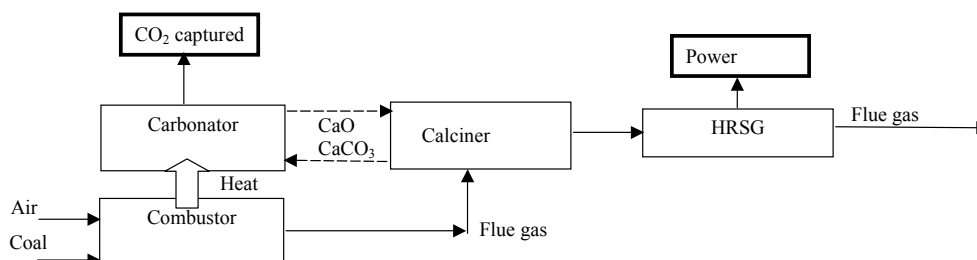 CO₂ captured
Power
Carbonator
CaO
CaCO₃
Calciner
HRSG
Flue gas
Heat
Air
Combustor
Coal
Flue gas